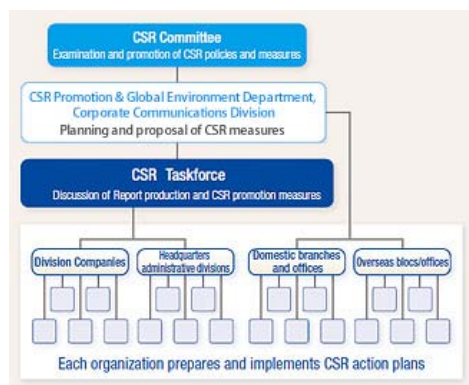 CSR Committee
Examination and promotion of CSR policies and measures
CSR Promotion & Global Environment Department,
Corporate Communications Division
Planning and proposal of CSR measures
CSR Taskforce
Discussion of Report production and CSR promotion measures
Division Companies
Headquarters
administrative divisions
Domestic branches
and offices
Overseas blocs/offices
Each organization prepares and implements CSR action plans